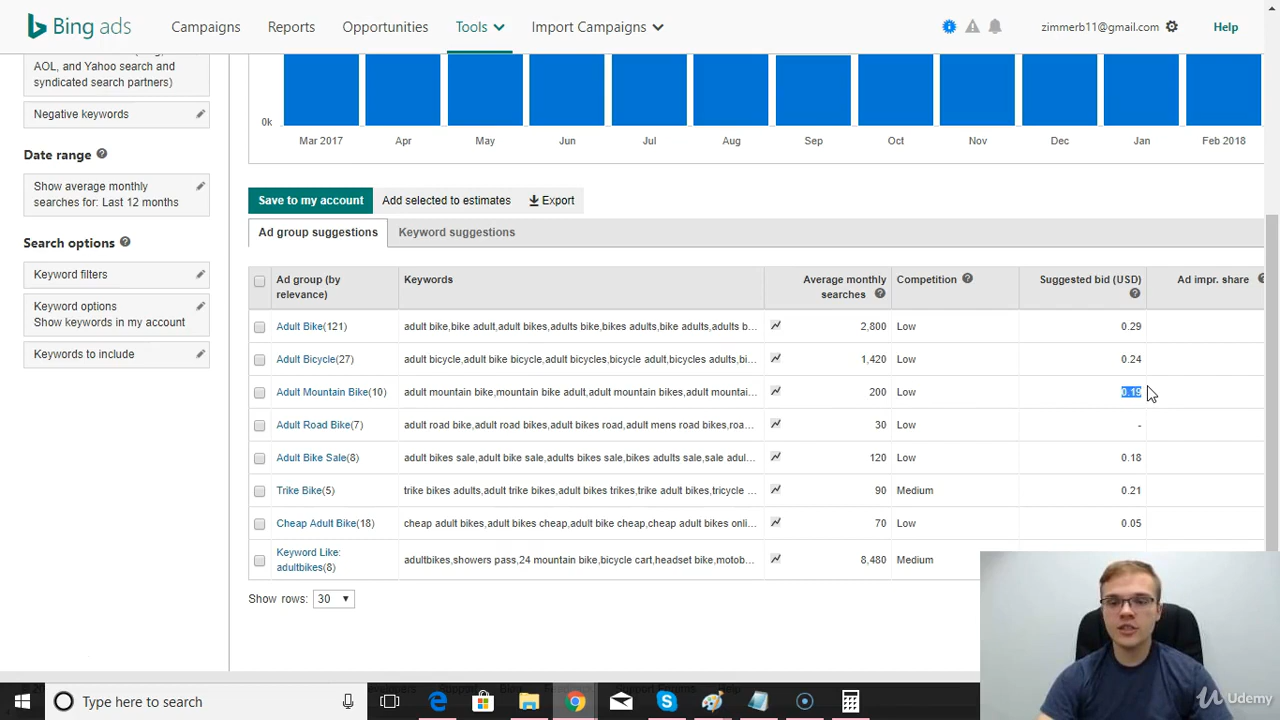 Bing ads
Campaigns
Reports
Opportunities
Tools
Import Campaigns
zimmerb11@gmail.com
Help
AOL, and Yahoo search and
syndicated search partners)
Negative keywords
Date range
Show average monthly
searches for: Last 12 months
Search options
Keyword filters
Keyword options
Show keywords in my account
Keywords to include
0k
Mar 2017 Apr May Jun Jul Aug Sep Oct Nov Dec Jan Feb 2018
Save to my account
Add selected to estimates
Export
Ad group suggestions
Keyword suggestions
Ad group (by
relevance)
Keywords
Average monthly
searches
Competition
Suggested bid (USD)
Ad impr. share
Adult Bike(121) adult bike,bike adult,adult bikes,adults bike,bikes adults,bike adults,adults b... 2,800 Low 0.29
Adult Bicycle(27) adult bicycle,adult bike bicycle,adult bicycles,bicycle adult,bicycles adults,bi... 1,420 Low 0.24
Adult Mountain Bike(10) adult mountain bike,mountain bike adult,adult mountain bikes,adult mountai... 200 Low 0.19
Adult Road Bike(7) adult road bike,adult road bikes,adult bikes road,adult mens road bikes,roa... 30 Low -
Adult Bike Sale(8) adult bikes sale,adult bike sale,adults bikes sale,bikes adults sale,sale adul... 120 Low 0.18
Trike Bike(5) trike bikes adults,adult trike bikes,adult bikes trikes,trike adult bikes,tricycle ... 90 Medium 0.21
Cheap Adult Bike(18) cheap adult bikes,adult bikes cheap,adult bike cheap,cheap adult bikes onli... 70 Low 0.05
Keyword Like:
adultbikes(8)
adultbikes,showers pass,24 mountain bike,bicycle cart,headset bike,motob... 8,480 Medium
Show rows: 30
Type here to search
Udemy